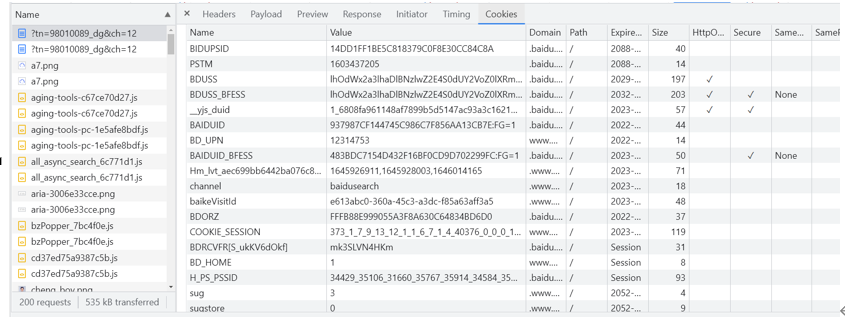 Name
?tn=98010089_dg&ch=12
?tn=98010089_dg&ch=12
a7.png
a7.png
aging-tools-c67ce70d27.js
aging-tools-c67ce70d27.js
aging-tools-pc-1e5afe8bdf.js
aging-tools-pc-1e5afe8bdf.js
all_async_search_6c771d1.js
all_async_search_6c771d1.js
aria-3006e33cce.png
aria-3006e33cce.png
bzPopper_7bc4f0e.js
bzPopper_7bc4f0e.js
cd37ed75a9387c5b.js
cd37ed75a9387c5b.js
cheng_boy.png
200 requests 535 kB transferred
Headers Payload Preview Response Initiator Timing Cookies
Name Value Domain Path Expire... Size HttpO... Secure Same... SameP
BIDUPSID 14DD1FF1BE5C818379C0F8E30CC84C8A .baidu.... / 2088-... 40
PSTM 1603437205 .baidu.... / 2088-... 14
BDUSS lhOdWx2a3lhaDlBNzlwZ2E4S0dUY2VoZ0lXRm... .baidu.... / 2029-... 197 ✓
BDUSS_BFESS lhOdWx2a3lhaDlBNzlwZ2E4S0dUY2VoZ0lXRm... .baidu.... / 2032-... 203 ✓ ✓ None
__yjs_duid 1_6808fa961148af7899b5d5147ac93a3c1621... .baidu.... / 2023-... 57 ✓ ✓
BAIDUID 937987CF144745C986C7F856AA13CB7E:FG=1 .baidu.... / 2022-... 44
BD_UPN 12314753 www.... / 2022-... 14
BAIDUID_BFESS 483BDC7154D432F16BF0CD9D702299FC:FG=1 .baidu.... / 2023-... 50 ✓ None
Hm_lvt_aec699bb6442ba076c8... 1645926911,1645928003,1646014165 .www.... / 2023-... 71
channel baidusearch .www.... / 2023-... 18
baikeVisitId e613abc0-360a-45c3-a3dc-f85a63aff3a5 .www.... / 2023-... 48
BDORZ FFFB88E999055A3F8A630C64834BD6D0 .baidu.... / 2022-... 37
COOKIE_SESSION 373_1_7_9_13_12_1_1_6_7_1_4_40376_0_0_0_1... .www.... / 2023-... 119
BDRCVFR[S_ukKV6dOkf] mk3SLVN4HKm .baidu.... / Session 31
BD_HOME 1 www.... / Session 8
H_PS_PSSID 34429_35106_31660_35767_35914_34584_35... .baidu.... / Session 93
sug 3 .www.... / 2052-... 4
sugstore 0 .www.... / 2052-... 9